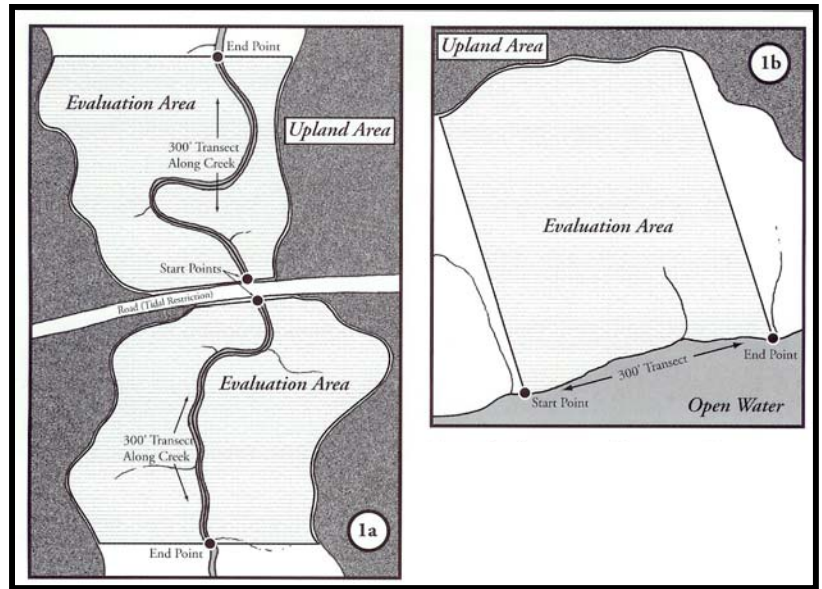 End Point
Evaluation Area
Upland Area
300' Transect
Along Creek
Start Points
Road (Tidal Restriction)
Evaluation Area
300' Transect
Along Creek
1a
End Point
Upland Area
1b
Evaluation Area
300' Transect
End Point
Start Point
Open Water